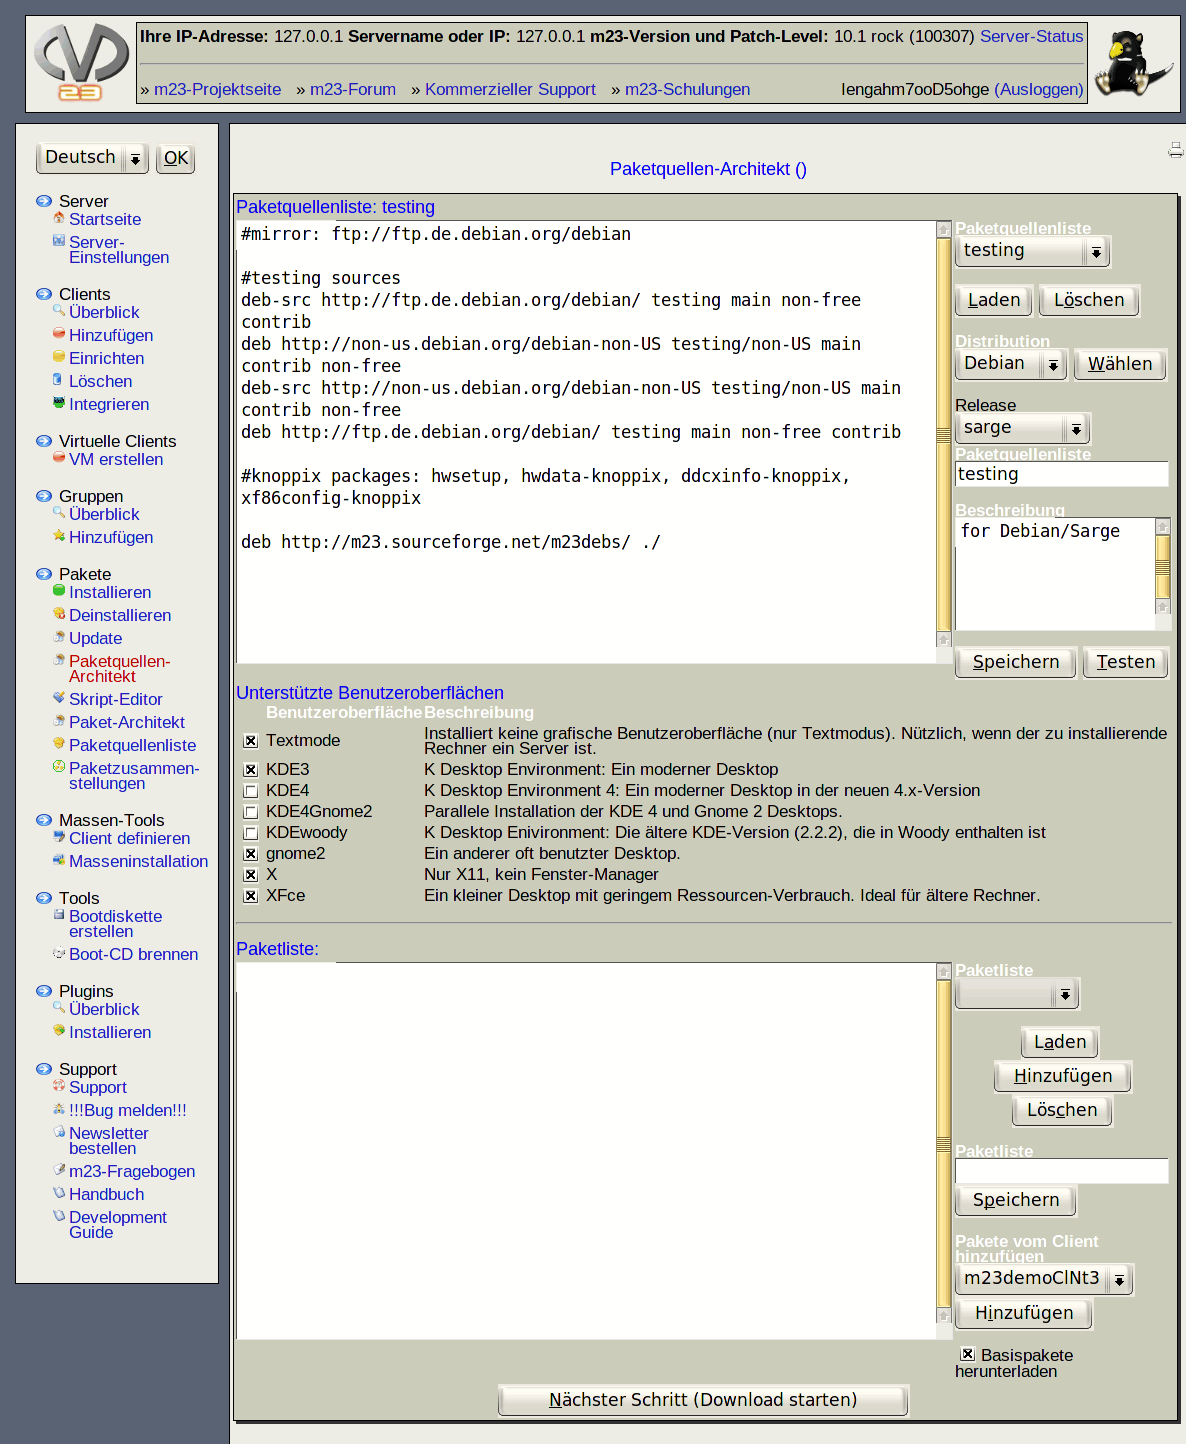 Ihre IP-Adresse: 127.0.0.1 Servername oder IP: 127.0.0.1 m23-Version und Patch-Level: 10.1 rock (100307) Server-Status
» m23-Projektseite » m23-Forum » Kommerzieller Support » m23-Schulungen Iengahm7ooD5ohge (Ausloggen)
23
Deutsch OK
Server
Startseite
Server-
Einstellungen
Clients
Überblick
Hinzufügen
Einrichten
Löschen
Integrieren
Virtuelle Clients
VM erstellen
Gruppen
Überblick
Hinzufügen
Pakete
Installieren
Deinstallieren
Update
Paketquellen-
Architekt
Skript-Editor
Paket-Architekt
Paketquellenliste
Paketzusammen-
stellungen
Massen-Tools
Client definieren
Masseninstallation
Tools
Bootdiskette
erstellen
Boot-CD brennen
Plugins
Überblick
Installieren
Support
Support
!!!Bug melden!!!
Newsletter
bestellen
m23-Fragebogen
Handbuch
Development
Guide
Paketquellen-Architekt ()
Paketquellenliste: testing
#mirror: ftp://ftp.de.debian.org/debian
#testing sources
deb-src http://ftp.de.debian.org/debian/ testing main non-free
contrib
deb http://non-us.debian.org/debian-non-US testing/non-US main
contrib non-free
deb-src http://non-us.debian.org/debian-non-US testing/non-US main
contrib non-free
deb http://ftp.de.debian.org/debian/ testing main non-free contrib
#knoppix packages: hwsetup, hwdata-knoppix, ddcxinfo-knoppix,
xf86config-knoppix
deb http://m23.sourceforge.net/m23debs/ ./
Paketquellenliste
testing
Laden Löschen
Distribution
Debian Wählen
Release
sarge
Paketquellenliste
testing
Beschreibung
for Debian/Sarge
Speichern Testen
Unterstützte Benutzeroberflächen
Benutzeroberfläche Beschreibung
Textmode Installiert keine grafische Benutzeroberfläche (nur Textmodus). Nützlich, wenn der zu installierende
Rechner ein Server ist.
KDE3 K Desktop Environment: Ein moderner Desktop
KDE4 K Desktop Environment 4: Ein moderner Desktop in der neuen 4.x-Version
KDE4Gnome2 Parallele Installation der KDE 4 und Gnome 2 Desktops.
KDEwoody K Desktop Enivironment: Die ältere KDE-Version (2.2.2), die in Woody enthalten ist
gnome2 Ein anderer oft benutzter Desktop.
X Nur X11, kein Fenster-Manager
XFce Ein kleiner Desktop mit geringem Ressourcen-Verbrauch. Ideal für ältere Rechner.
Paketliste:
Paketliste
Laden
Hinzufügen
Löschen
Paketliste
Speichern
Pakete vom Client
hinzufügen
m23demoClNt3
Hinzufügen
Basispakete
herunterladen
Nächster Schritt (Download starten)